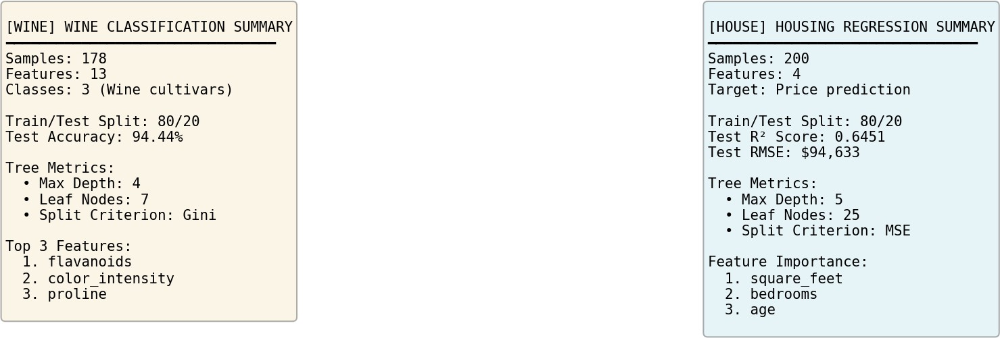 [WINE] WINE CLASSIFICATION SUMMARY
Samples: 178
Features: 13
Classes: 3 (Wine cultivars)
Train/Test Split: 80/20
Test Accuracy: 94.44%
Tree Metrics:
• Max Depth: 4
• Leaf Nodes: 7
• Split Criterion: Gini
Top 3 Features:
1. flavanoids
2. color_intensity
3. proline
[HOUSE] HOUSING REGRESSION SUMMARY
Samples: 200
Features: 4
Target: Price prediction
Train/Test Split: 80/20
Test R² Score: 0.6451
Test RMSE: $94,633
Tree Metrics:
• Max Depth: 5
• Leaf Nodes: 25
• Split Criterion: MSE
Feature Importance:
1. square_feet
2. bedrooms
3. age